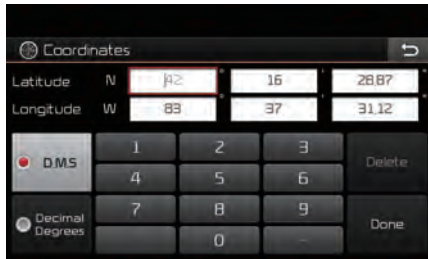 Coordinates
Latitude N 42° 16' 28.87"
Longitude W 83° 37' 31.12"
D.M.S 1 2 3 Delete
4 5 6
Decimal Degrees 7 8 9 Done
0 -